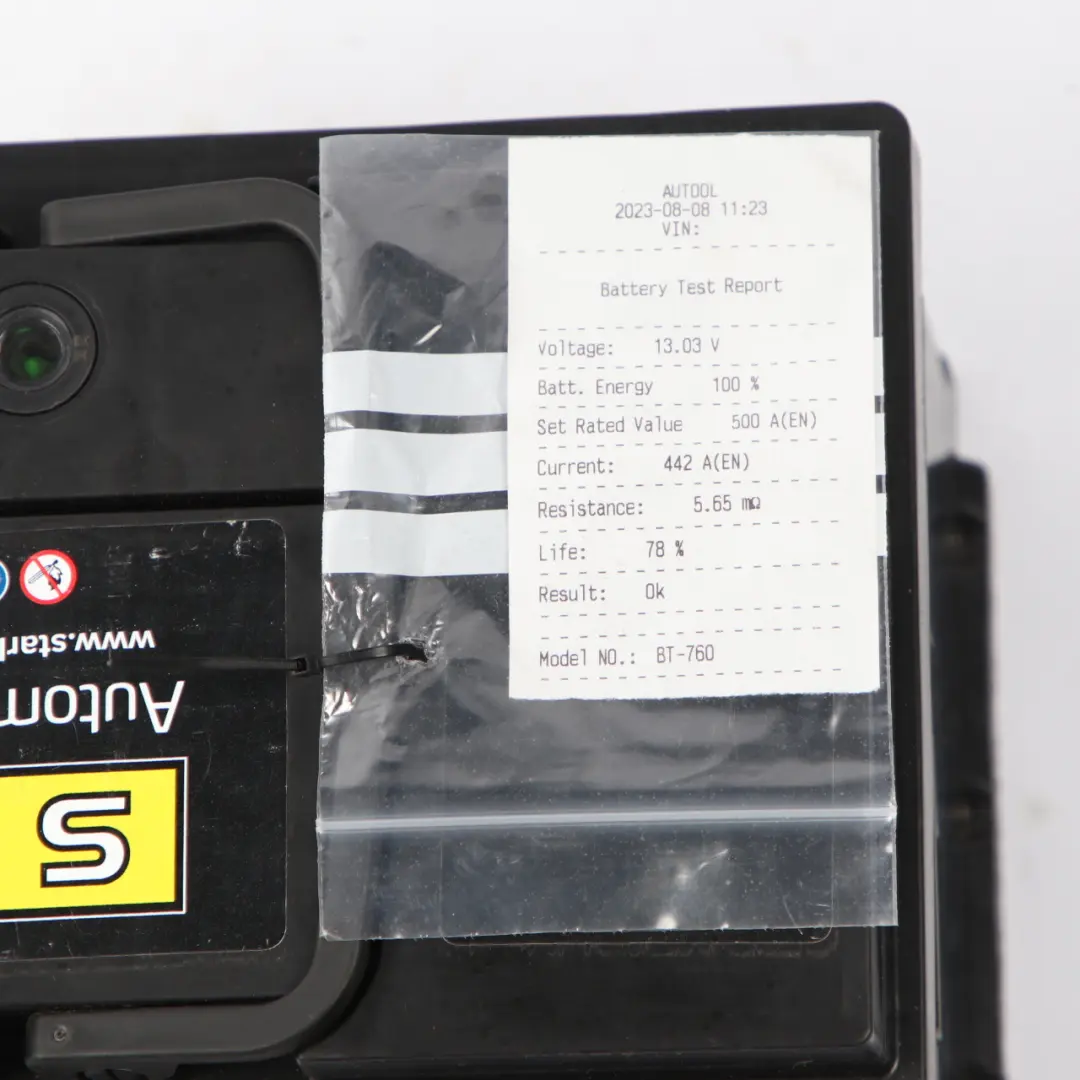 AUTOOL
2023-08-08 11:23
VIN:
Battery Test Report
Voltage: 13.03 V
Batt. Energy 100 %
Set Rated Value 500 A(EN)
Current: 442 A(EN)
Resistance: 5.65 mΩ
Life: 78 %
Result: Ok
Model NO.: BT-760
www.star
Autom
S